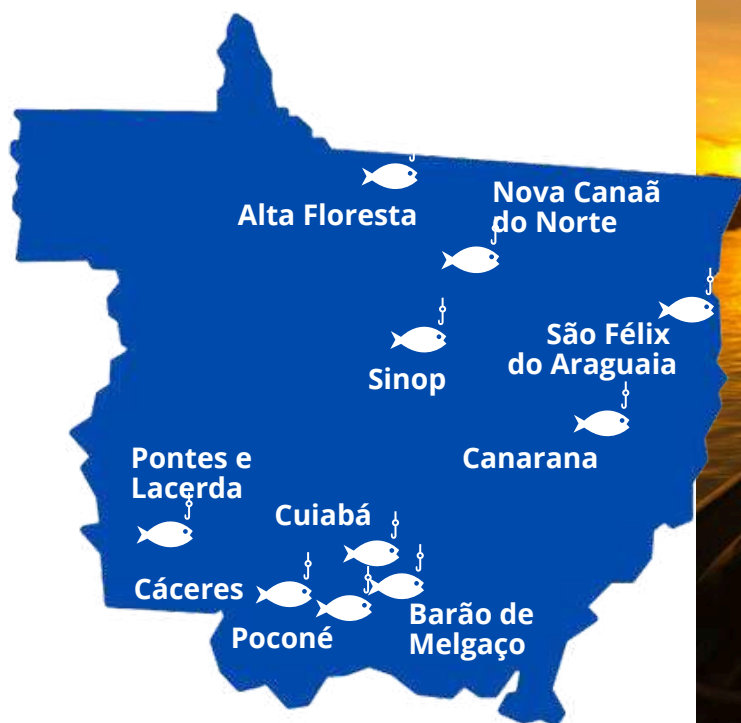 Alta Floresta
Nova Canaã
do Norte
São Félix
do Araguaia
Sinop
Canarana
Pontes e
Lacerda
Cuiabá
Cáceres
Poconé
Barão de
Melgaço